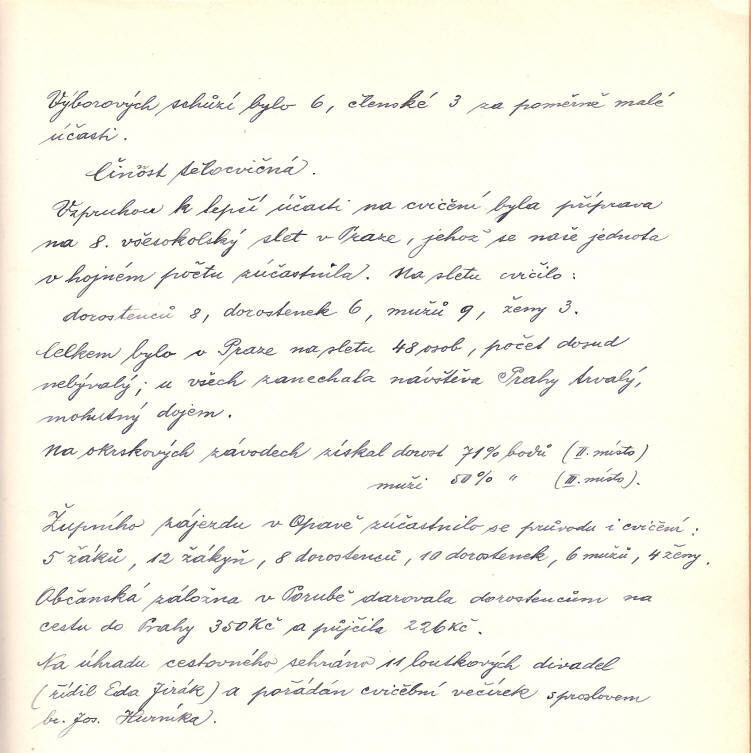 Výborových schůzí bylo 6, členské 3 za poměrně malé
účasti.
Činost tělocvičná.
Vzpruhou k lepší účasti na cvičení byla příprava
na 8. všesokolský slet v Praze, jehož se naše jednota
v hojném počtu zúčastnila. Na sletu cvičilo:
dorostenců 8, dorostenek 6, mužů 9, ženy 3.
Celkem bylo v Praze na sletu 48 osob, počet dosud
nebývalý; u všech zanechala návštěva Prahy trvalý,
mohutný dojem.
Na okrskových závodech získal dorost 71% bodů (II. místo)
muži 50% " (III. místo).
Župního zájezdu v Opavě zúčastnilo se průvodu i cvičení:
5 žáků, 12 žákyň, 8 dorostenců, 10 dorostenek, 6 mužů, 4 ženy.
Občanská záložna v Porubě darovala dorostencům na
cestu do Prahy 350 Kč a půjčila 226 Kč.
Na úhradu cestovného sehráno 11 loutkových divadel
(řídil Eda Jirák) a pořádán cvičební večírek s proslovem
br. Jos. Kurníka.